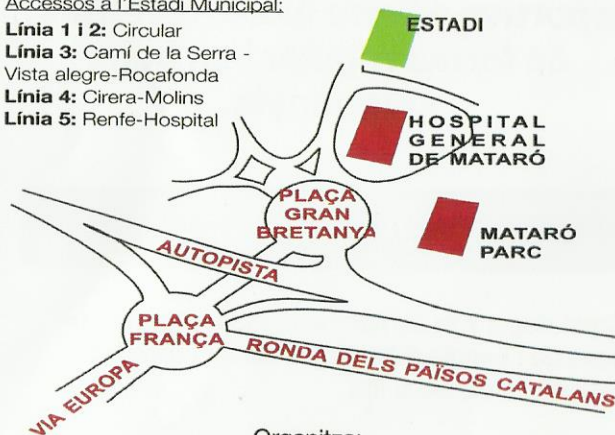 Accessos a l'Estadi Municipal:
Línia 1 i 2: Circular
Línia 3: Camí de la Serra -
Vista alegre-Rocafonda
Línia 4: Cirera-Molins
Línia 5: Renfe-Hospital
ESTADI
HOSPITAL
GENERAL
DE MATARÓ
PLAÇA
GRAN
BRETANYA
MATARÓ
PARC
AUTOPISTA
PLAÇA
FRANÇA
RONDA DELS PAÏSOS CATALANS
VIA EUROPA
Organitza: